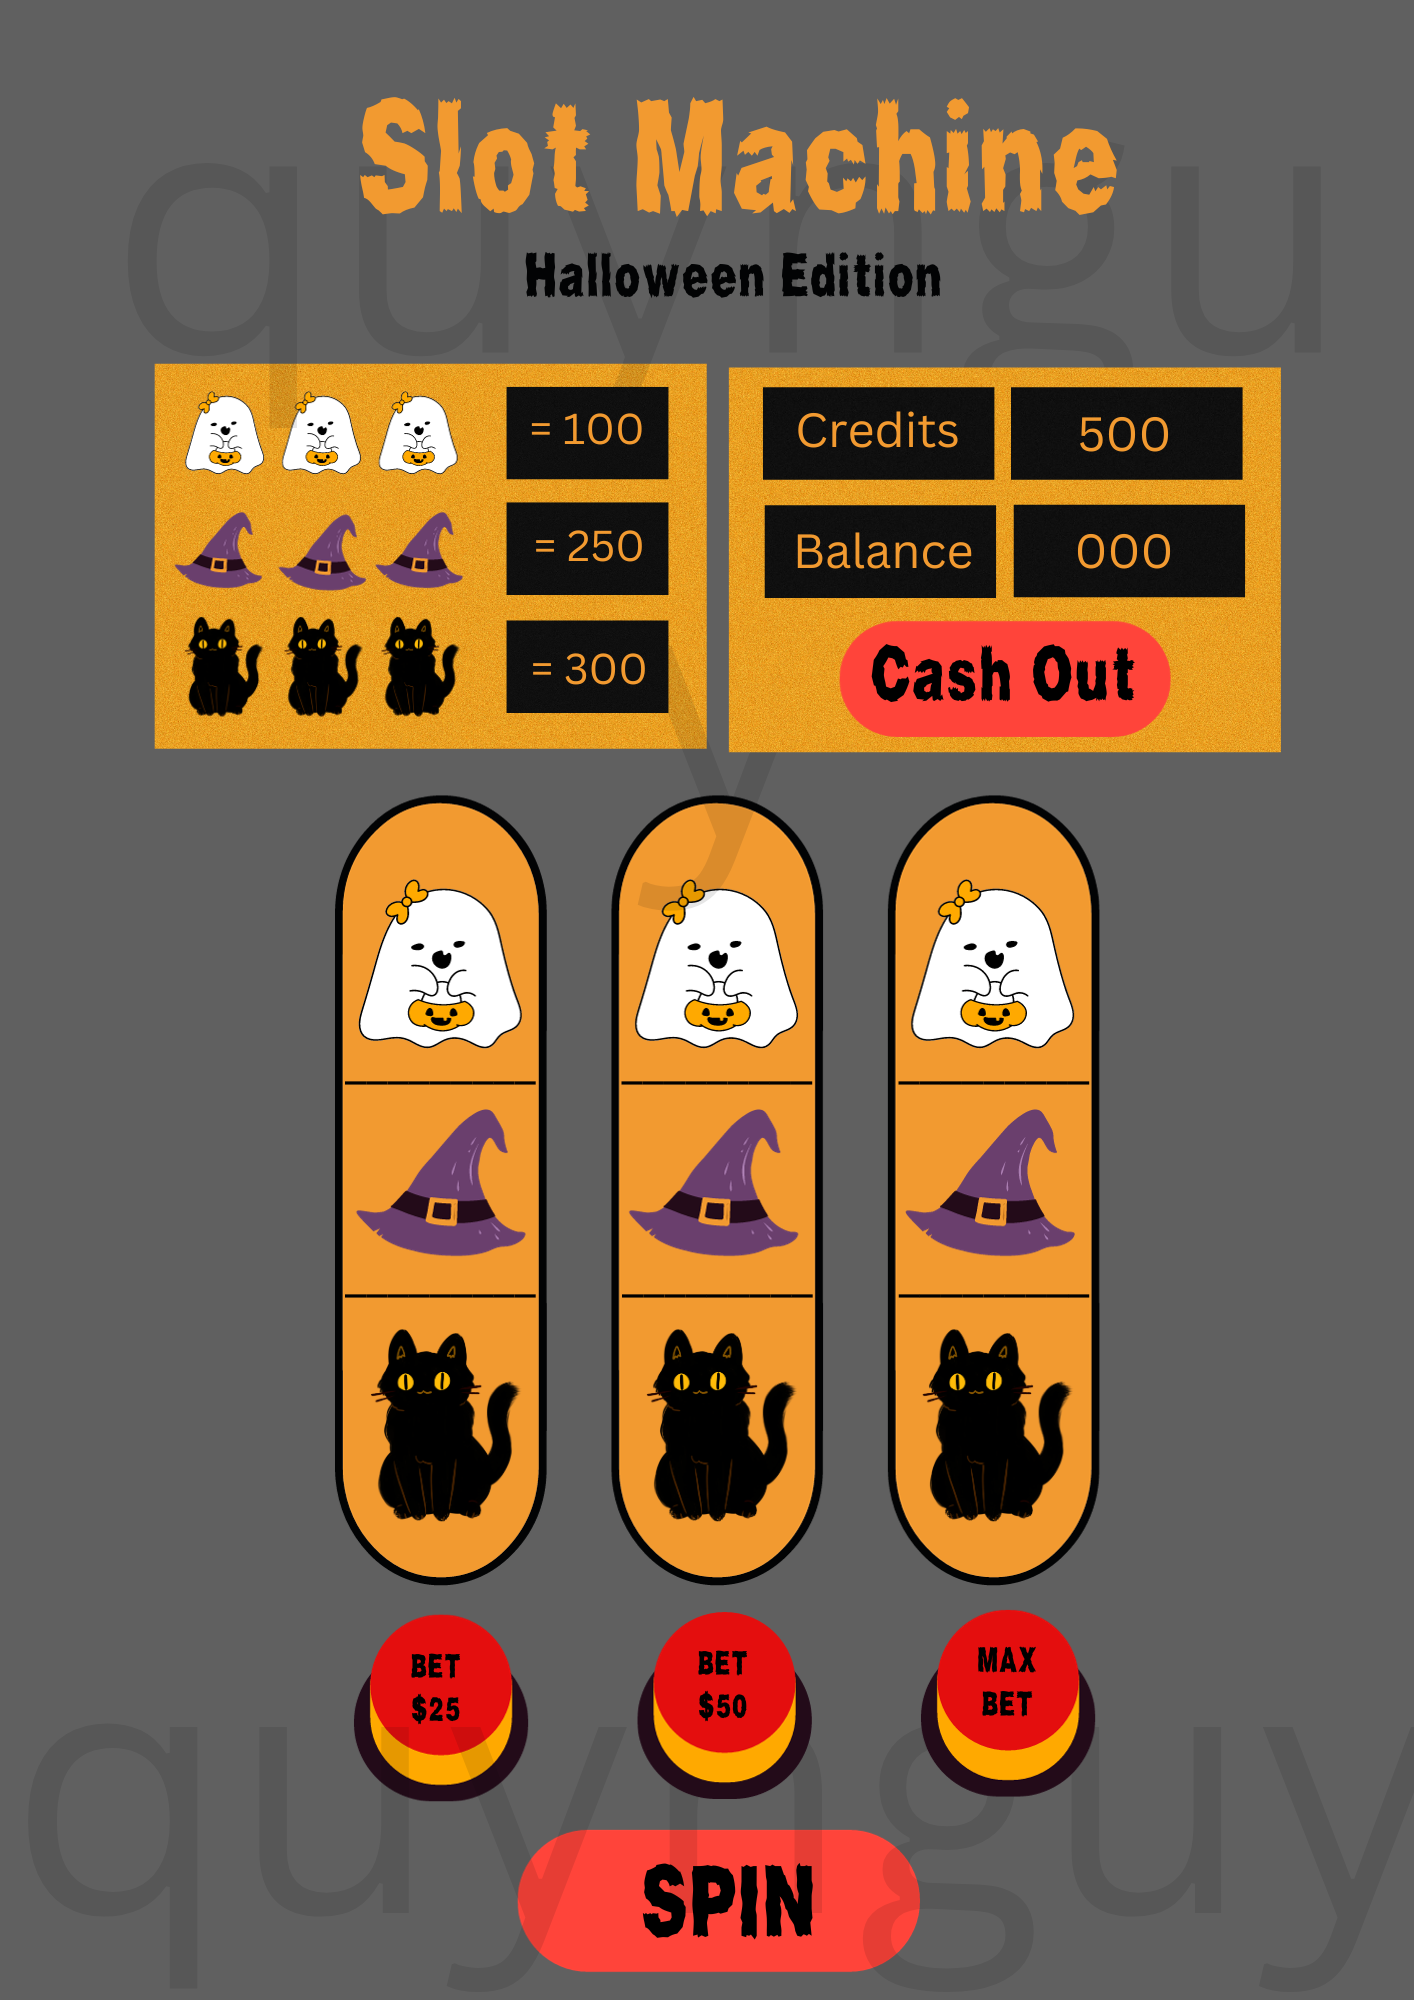 Slot Machine
Halloween Edition
= 100
= 250
= 300
Credits 500
Balance 000
Cash Out
BET
$25
BET
$50
MAX
BET
SPIN
quyngu
y
quynguy